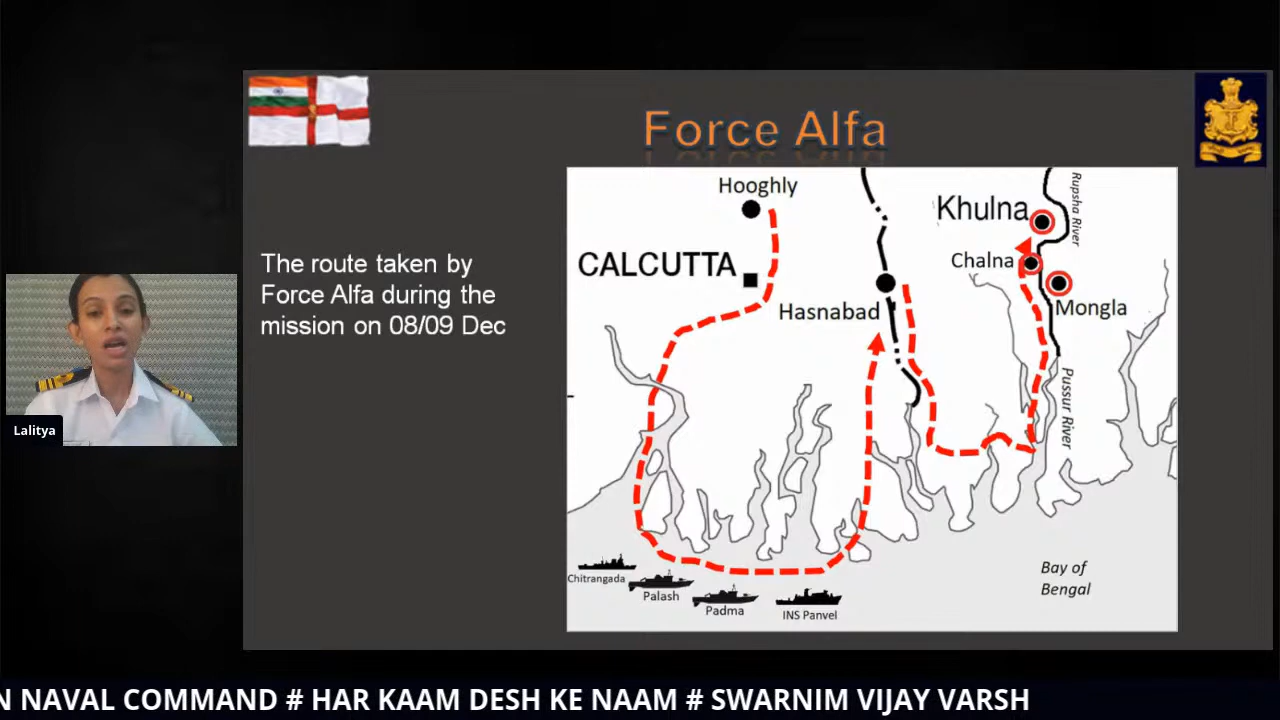 Force Alfa
The route taken by
Force Alfa during the
mission on 08/09 Dec
Hooghly
CALCUTTA
Hasnabad
Khulna
Chalna
Mongla
Rupsha River
Pussur River
Bay of
Bengal
Chitrangada
Palash
Padma
INS Panvel
Lalitya
N NAVAL COMMAND # HAR KAAM DESH KE NAAM # SWARNIM VIJAY VARSH